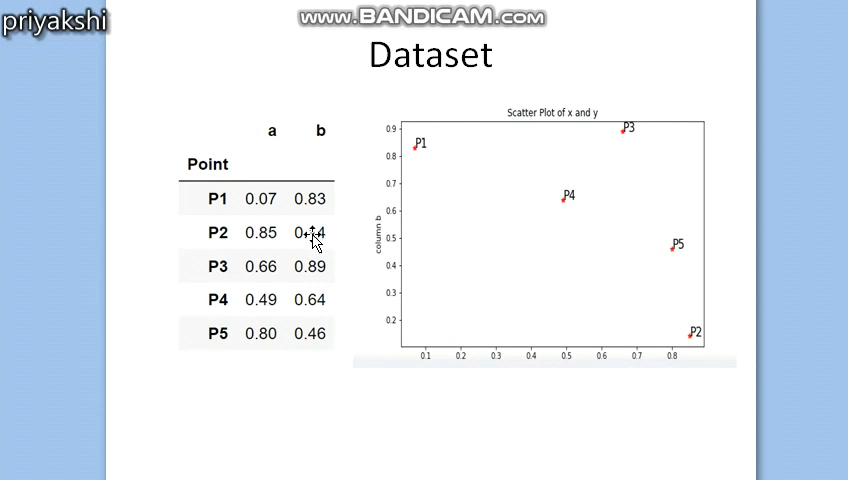 www.BANDICAM.com
priyakshi
Dataset
a b
Point
P1 0.07 0.83
P2 0.85
P3 0.66 0.89
P4 0.49 0.64
P5 0.80 0.46
Scatter Plot of x and y
column b
0.9
0.8
0.7
0.6
0.5
0.4
0.3
0.2
P1
P3
P4
P5
P2
0.1 0.2 0.3 0.4 0.5 0.6 0.7 0.8